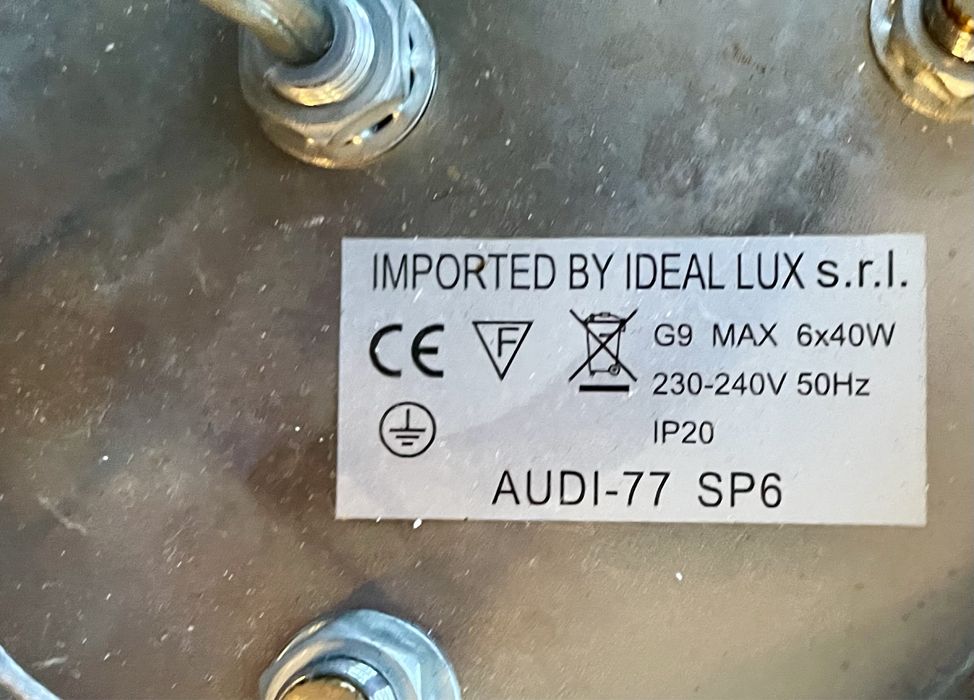 IMPORTED BY IDEAL LUX s.r.l.
CE F G9 MAX 6x40W
230-240V 50Hz
IP20
AUDI-77 SP6